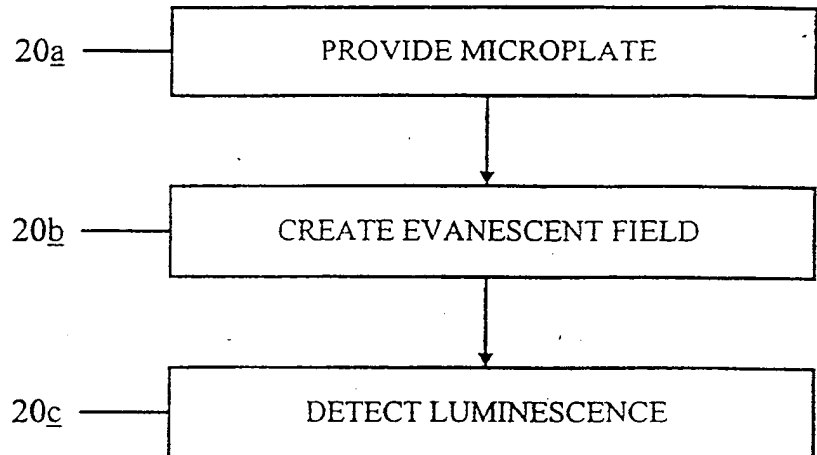 20a PROVIDE MICROPLATE
20b CREATE EVANESCENT FIELD
20c DETECT LUMINESCENCE